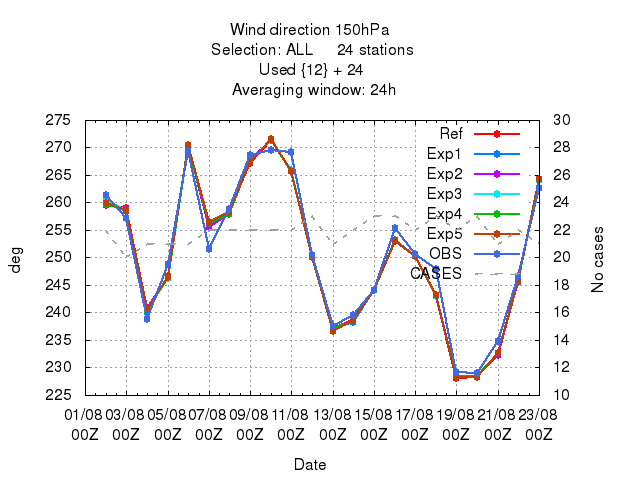 Wind direction 150hPa
Selection: ALL 24 stations
Used {12} + 24
Averaging window: 24h
275 30
270 28
265 26
260 24
255 22
250 20
245 18
240 16
235 14
230 12
225 10
deg
No cases
Ref
Exp1
Exp2
Exp3
Exp4
Exp5
OBS
CASES
01/08 03/08 05/08 07/08 09/08 11/08 13/08 15/08 17/08 19/08 21/08 23/08
00Z 00Z 00Z 00Z 00Z 00Z 00Z 00Z 00Z 00Z 00Z 00Z
Date